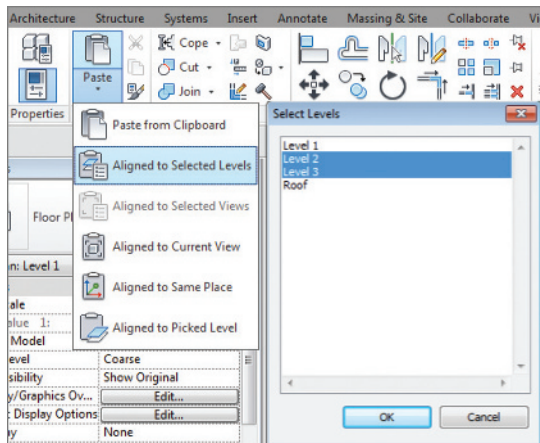 Architecture Structure Systems Insert Annotate Massing & Site Collaborate Vi
Cope
Paste
Cut
Join
Properties
Paste from Clipboard
Aligned to Selected Levels
Aligned to Selected Views
Aligned to Current View
Aligned to Same Place
Aligned to Picked Level
Select Levels
Level 1
Level 2
Level 3
Roof
OK
Cancel
s
Floor Pl
an: Level 1
ale
alue 1:
Model
evel Coarse
sibility Show Original
y/Graphics Ov... Edit...
t Display Options Edit...
ny None